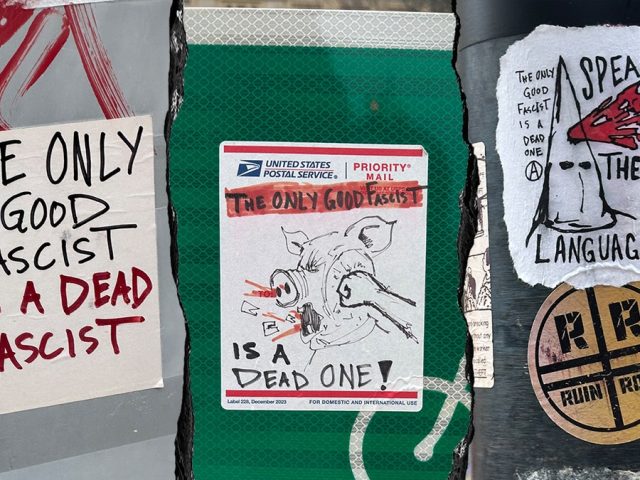 E ONLY
GOOD
ASCIST
A DEAD
ASCIST
UNITED STATES
POSTAL SERVICE®
PRIORITY®
MAIL
THE ONLY GOOD FASCIST
TO:
IS A
DEAD ONE!
Label 228, December 2023
FOR DOMESTIC AND INTERNATIONAL USE
THE ONLY
GOOD
FASCIST
IS A
DEAD
ONE
A
SPEA
THE
LANGUAG
R
R
RUIN